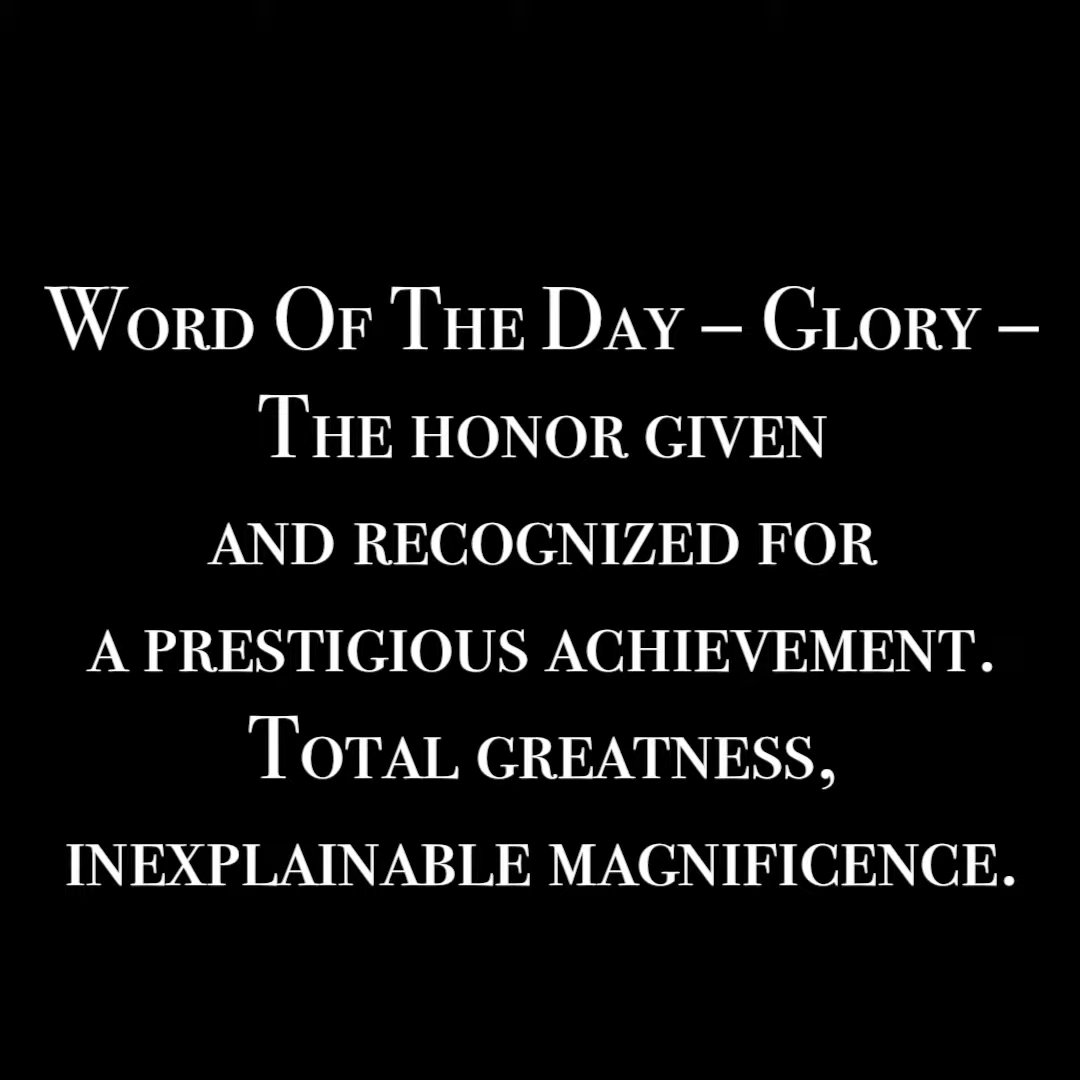 Word Of The Day – Glory –
The honor given
and recognized for
a prestigious achievement.
Total greatness,
inexplainable magnificence.